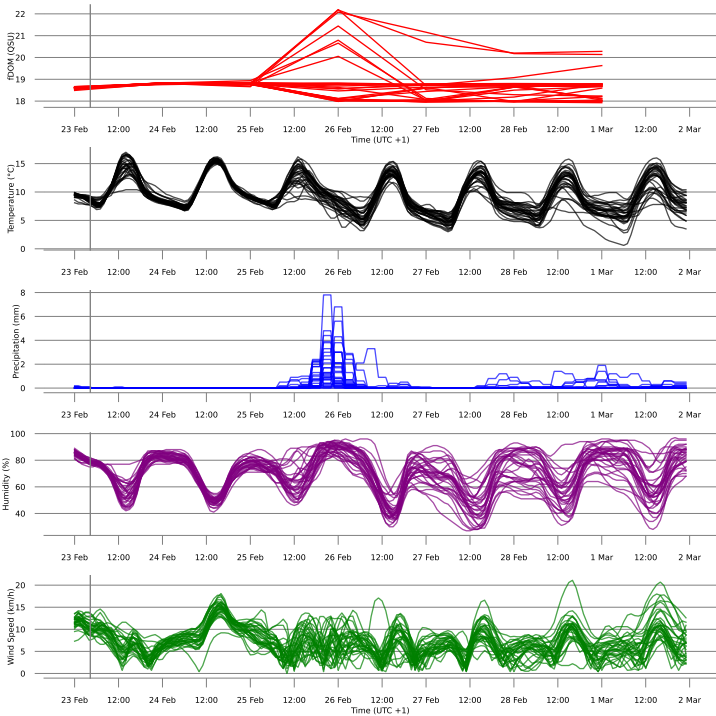 22
21
20
19
18
fDOM (QSU)
23 Feb 12:00 24 Feb 12:00 25 Feb 12:00 26 Feb 12:00 27 Feb 12:00 28 Feb 12:00 1 Mar 12:00 2 Mar
Time (UTC +1)
15
10
5
0
Temperature (°C)
23 Feb 12:00 24 Feb 12:00 25 Feb 12:00 26 Feb 12:00 27 Feb 12:00 28 Feb 12:00 1 Mar 12:00 2 Mar
8
6
4
2
0
Precipitation (mm)
23 Feb 12:00 24 Feb 12:00 25 Feb 12:00 26 Feb 12:00 27 Feb 12:00 28 Feb 12:00 1 Mar 12:00 2 Mar
100
80
60
40
Humidity (%)
23 Feb 12:00 24 Feb 12:00 25 Feb 12:00 26 Feb 12:00 27 Feb 12:00 28 Feb 12:00 1 Mar 12:00 2 Mar
20
15
10
5
0
Wind Speed (km/h)
23 Feb 12:00 24 Feb 12:00 25 Feb 12:00 26 Feb 12:00 27 Feb 12:00 28 Feb 12:00 1 Mar 12:00 2 Mar
Time (UTC +1)